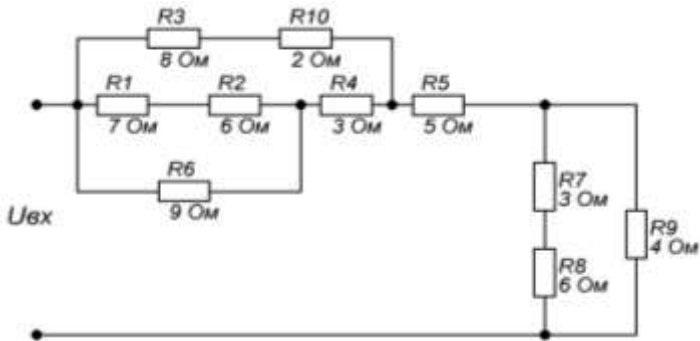 R3 R10
8 Ом 2 Ом
R1 R2 R4 R5
7 Ом 6 Ом 3 Ом 5 Ом
R6
9 Ом
R7
3 Ом
Uвх
R9
4 Ом
R8
6 Ом